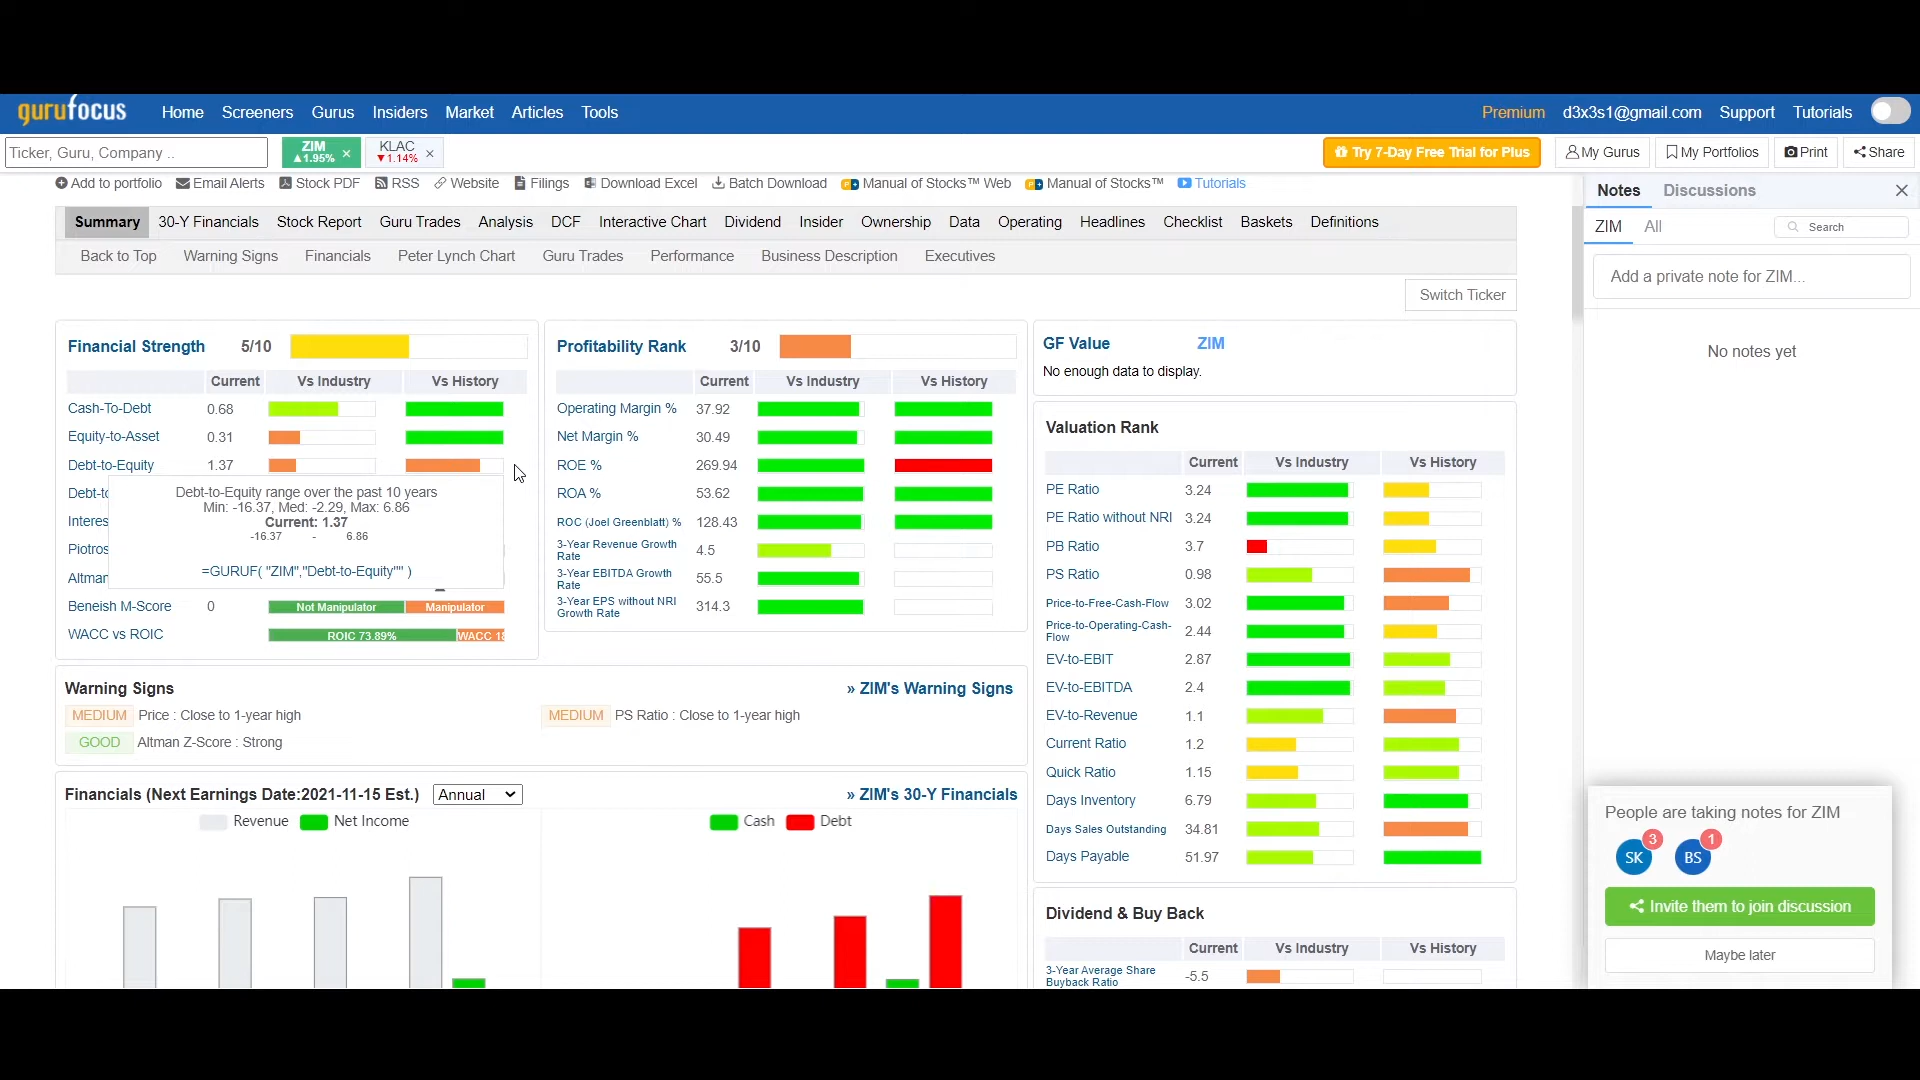 gurufocus Home Screeners Gurus Insiders Market Articles Tools Premium d3x3s1@gmail.com Support Tutorials
Ticker, Guru, Company .. ZIM ▲1.95% × KLAC ▼1.14% × Try 7-Day Free Trial for Plus My Gurus My Portfolios Print Share
Add to portfolio Email Alerts Stock PDF RSS Website Filings Download Excel Batch Download P+ Manual of Stocks™ Web P+ Manual of Stocks™ Tutorials
Summary 30-Y Financials Stock Report Guru Trades Analysis DCF Interactive Chart Dividend Insider Ownership Data Operating Headlines Checklist Baskets Definitions
Back to Top Warning Signs Financials Peter Lynch Chart Guru Trades Performance Business Description Executives
Switch Ticker
Financial Strength 5/10
Current Vs Industry Vs History
Cash-To-Debt 0.68
Equity-to-Asset 0.31
Debt-to-Equity 1.37
Debt-to
Interes
Piotros
Altman
Debt-to-Equity range over the past 10 years
Min: -16.37, Med: -2.29, Max: 6.86
Current: 1.37
-16.37 - 6.86
=GURUF( "ZIM","Debt-to-Equity"" )
Beneish M-Score 0 Not Manipulator Manipulator
WACC vs ROIC ROIC 73.89% WACC 18
Profitability Rank 3/10
Current Vs Industry Vs History
Operating Margin % 37.92
Net Margin % 30.49
ROE % 269.94
ROA % 53.62
ROC (Joel Greenblatt) % 128.43
3-Year Revenue Growth Rate 4.5
3-Year EBITDA Growth Rate 55.5
3-Year EPS without NRI Growth Rate 314.3
GF Value ZIM
No enough data to display.
Valuation Rank
Current Vs Industry Vs History
PE Ratio 3.24
PE Ratio without NRI 3.24
PB Ratio 3.7
PS Ratio 0.98
Price-to-Free-Cash-Flow 3.02
Price-to-Operating-Cash-Flow 2.44
EV-to-EBIT 2.87
EV-to-EBITDA 2.4
EV-to-Revenue 1.1
Current Ratio 1.2
Quick Ratio 1.15
Days Inventory 6.79
Days Sales Outstanding 34.81
Days Payable 51.97
Warning Signs » ZIM's Warning Signs
MEDIUM Price : Close to 1-year high MEDIUM PS Ratio : Close to 1-year high
GOOD Altman Z-Score : Strong
Financials (Next Earnings Date:2021-11-15 Est.) Annual » ZIM's 30-Y Financials
Revenue Net Income Cash Debt
Dividend & Buy Back
Current Vs Industry Vs History
3-Year Average Share Buyback Ratio -5.5
Notes Discussions ×
ZIM All Search
Add a private note for ZIM...
No notes yet
People are taking notes for ZIM
SK 3 BS 1
Invite them to join discussion
Maybe later